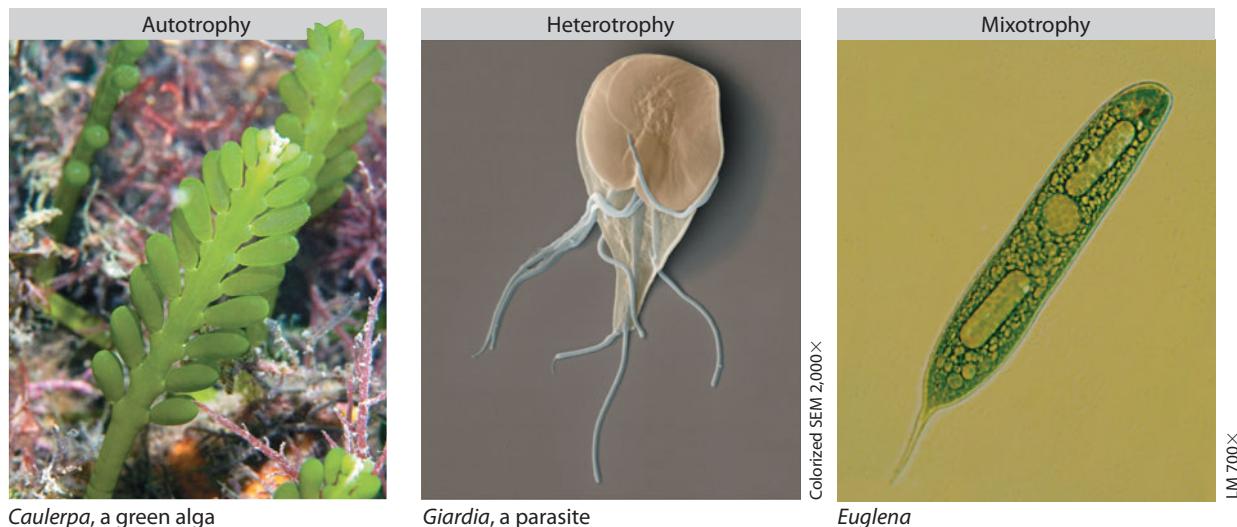 Autotrophy
Heterotrophy
Mixotrophy
Colorized SEM 2,000×
LM 700×
Caulerpa, a green alga
Giardia, a parasite
Euglena